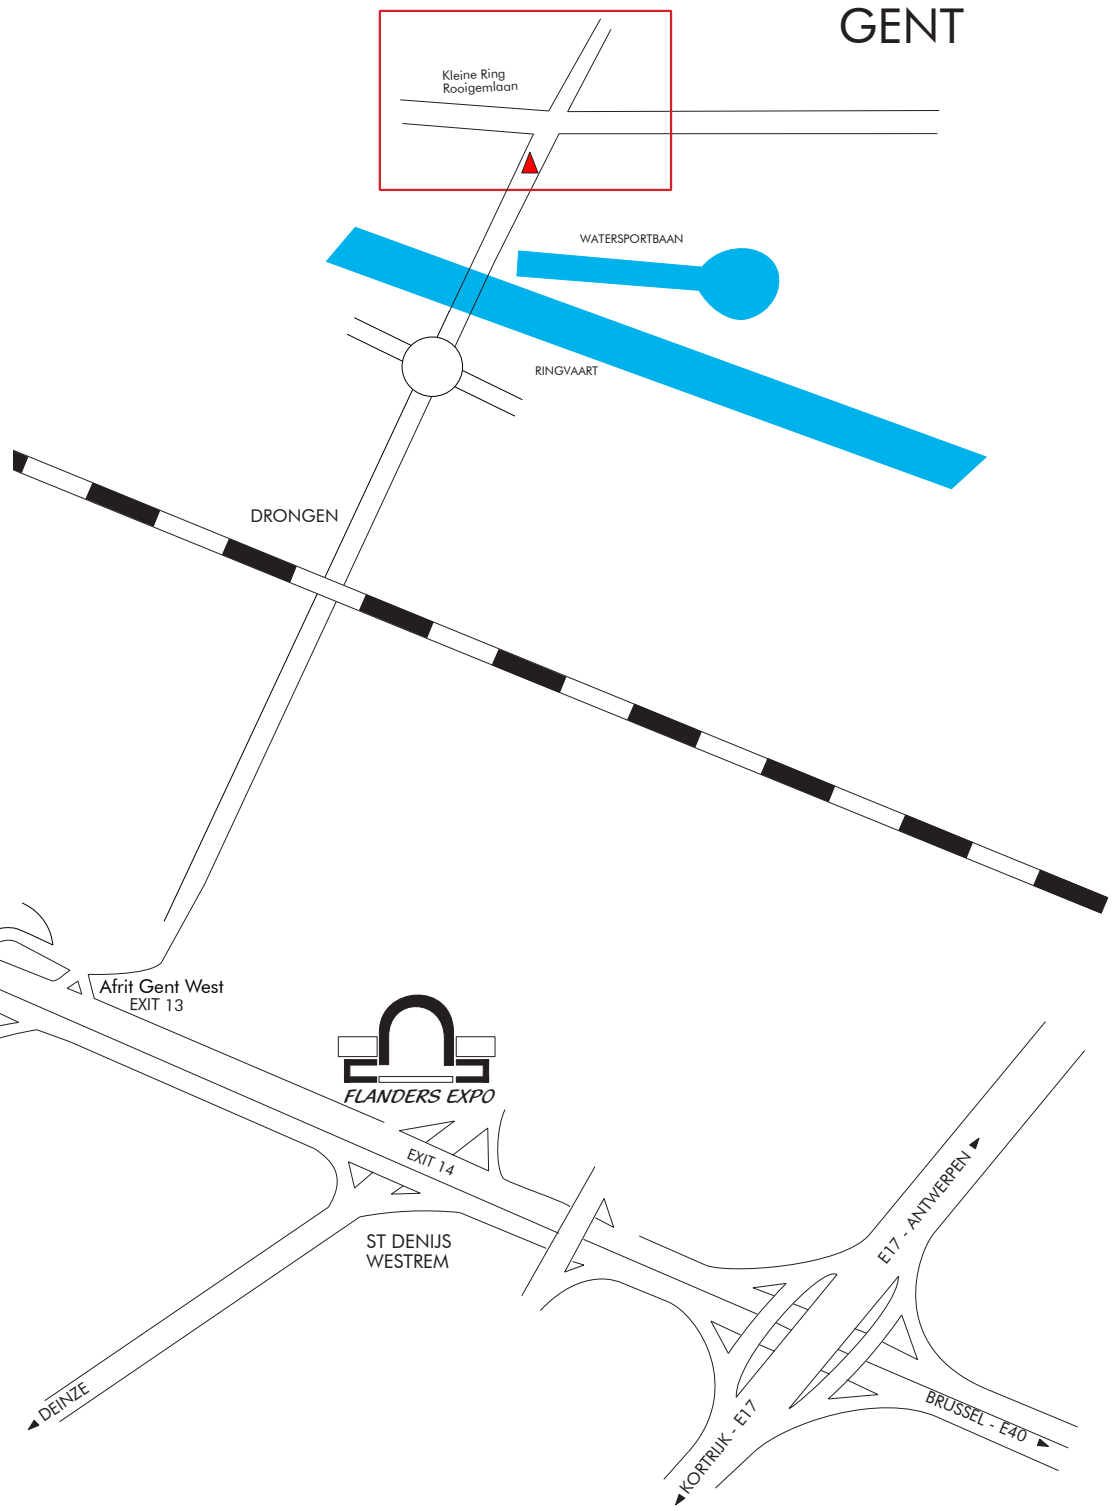 GENT
Kleine Ring
Rooigemlaan
WATERSPORTBAAN
RINGVAART
DRONGEN
Afrit Gent West
EXIT 13
FLANDERS EXPO
EXIT 14
ST DENIJS
WESTREM
E17 - ANTWERPEN
DEINZE
KORTRIJK - E17
BRUSSEL - E40